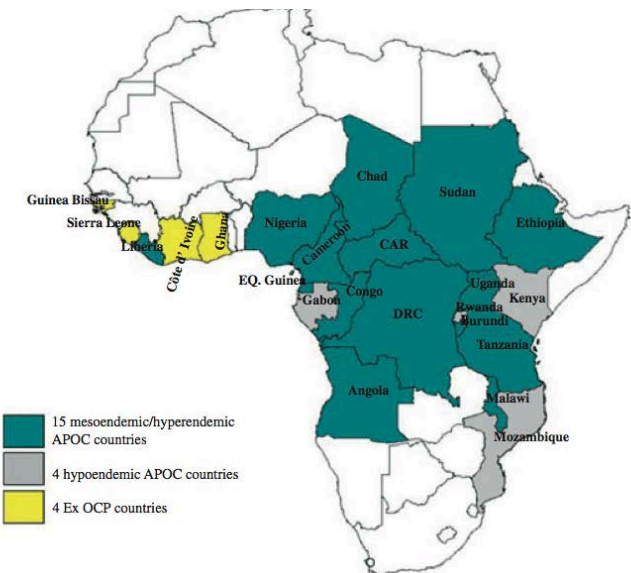 Chad
Sudan
Guinea Bissau
Sierra Leone
Liberia
Côte d' Ivoire
Ghana
Nigeria
Cameroon
CAR
Ethiopia
EQ. Guinea
Gabon
Congo
DRC
Uganda
Kenya
Rwanda
Burundi
Tanzania
Angola
Malawi
Mozambique
15 mesoendemic/hyperendemic
APOC countries
4 hypoendemic APOC countries
4 Ex OCP countries